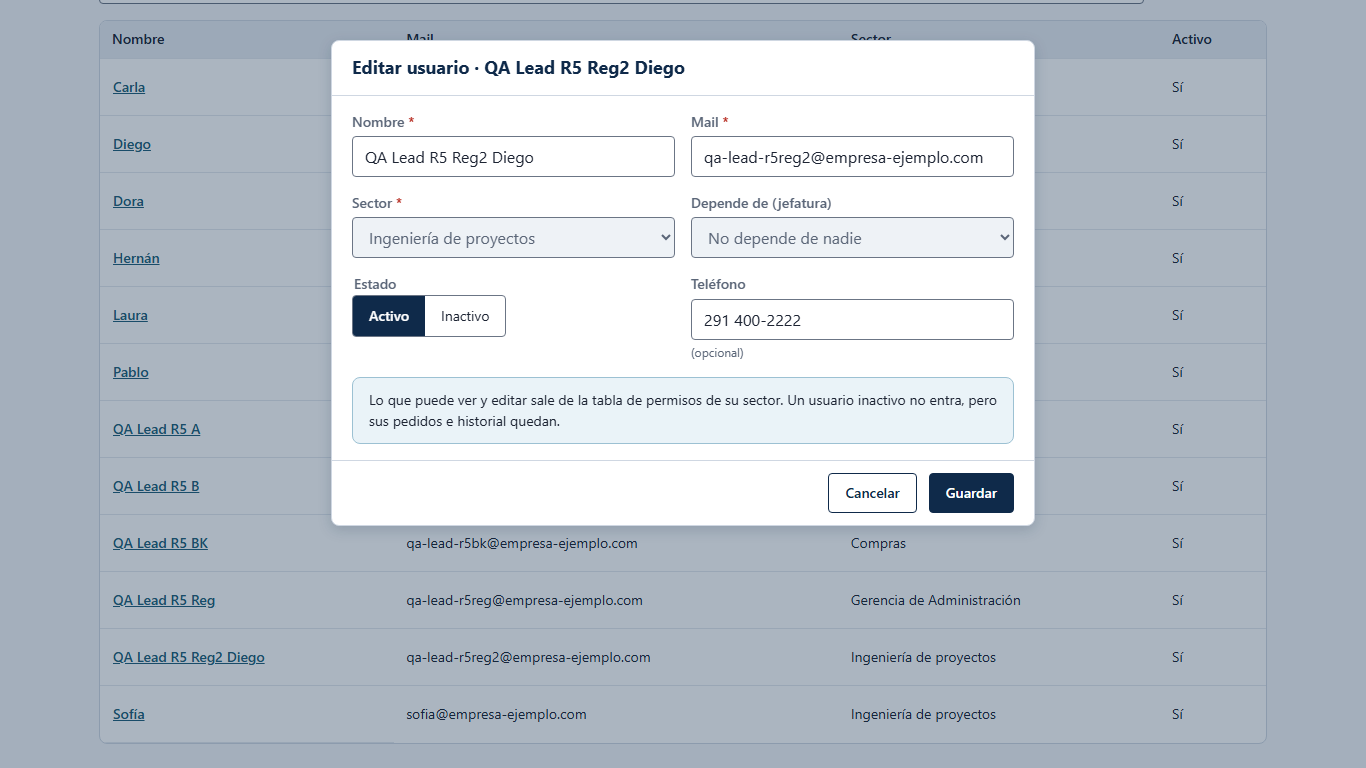 Nombre Mail Sector Activo
Editar usuario · QA Lead R5 Reg2 Diego
Nombre * Mail *
QA Lead R5 Reg2 Diego qa-lead-r5reg2@empresa-ejemplo.com
Sector * Depende de (jefatura)
Ingeniería de proyectos No depende de nadie
Estado Teléfono
Activo Inactivo 291 400-2222
(opcional)
Lo que puede ver y editar sale de la tabla de permisos de su sector. Un usuario inactivo no entra, pero
sus pedidos e historial quedan.
Cancelar Guardar
Carla Sí
Diego Sí
Dora Sí
Hernán Sí
Laura Sí
Pablo Sí
QA Lead R5 A Sí
QA Lead R5 B Sí
QA Lead R5 BK qa-lead-r5bk@empresa-ejemplo.com Compras Sí
QA Lead R5 Reg qa-lead-r5reg@empresa-ejemplo.com Gerencia de Administración Sí
QA Lead R5 Reg2 Diego qa-lead-r5reg2@empresa-ejemplo.com Ingeniería de proyectos Sí
Sofía sofia@empresa-ejemplo.com Ingeniería de proyectos Sí